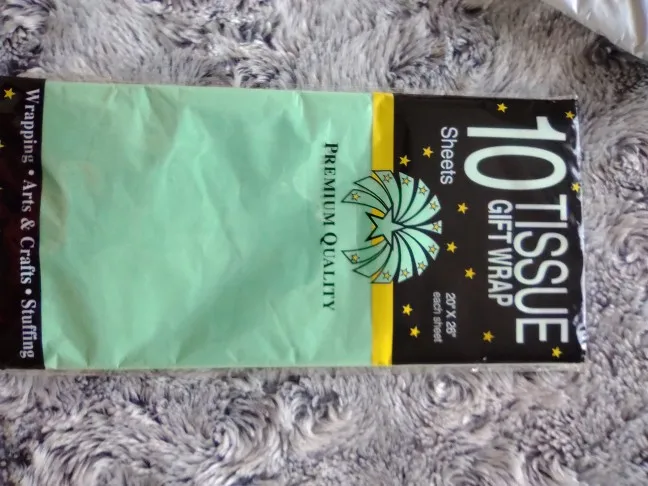 10 TISSUE
GIFT WRAP
Sheets
20" X 26"
each sheet
PREMIUM QUALITY
Wrapping • Arts & Crafts • Stuffing